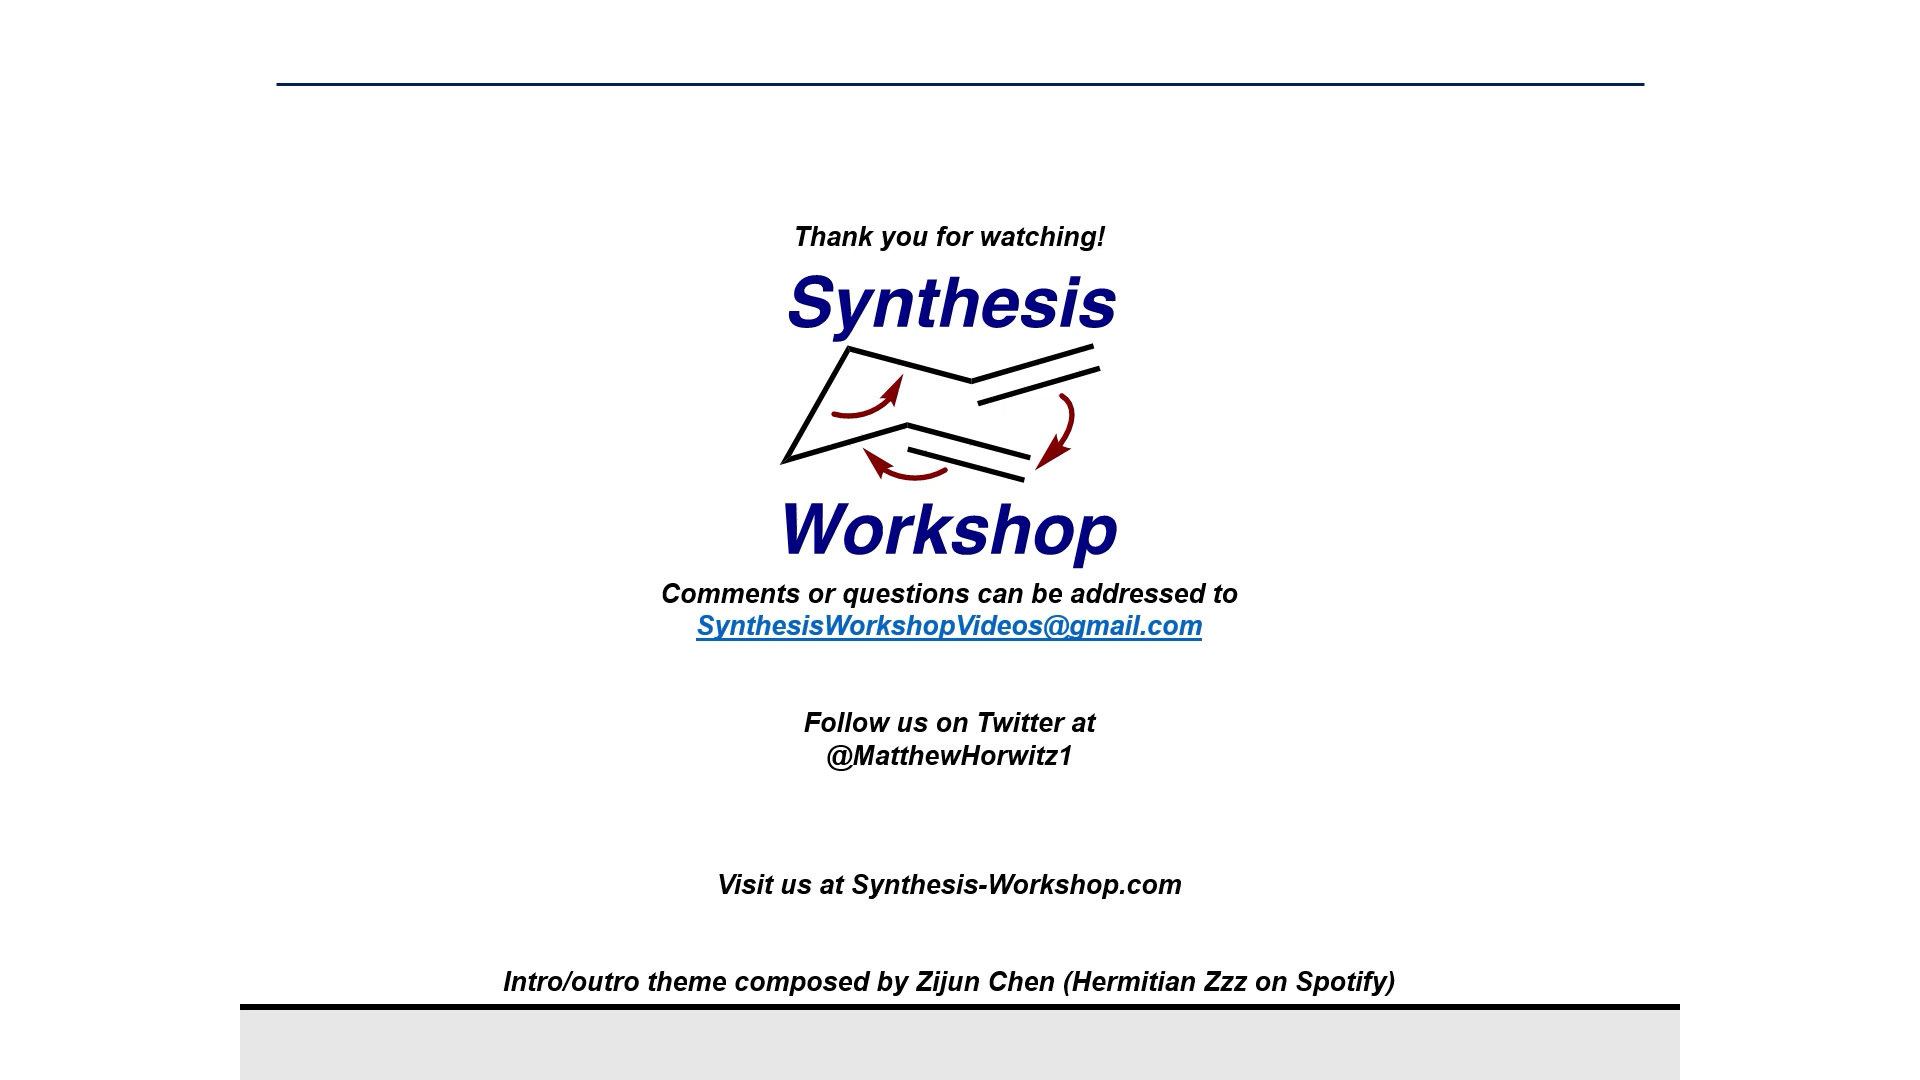 Thank you for watching!
Synthesis
Workshop
Comments or questions can be addressed to
SynthesisWorkshopVideos@gmail.com
Follow us on Twitter at
@MatthewHorwitz1
Visit us at Synthesis-Workshop.com
Intro/outro theme composed by Zijun Chen (Hermitian Zzz on Spotify)